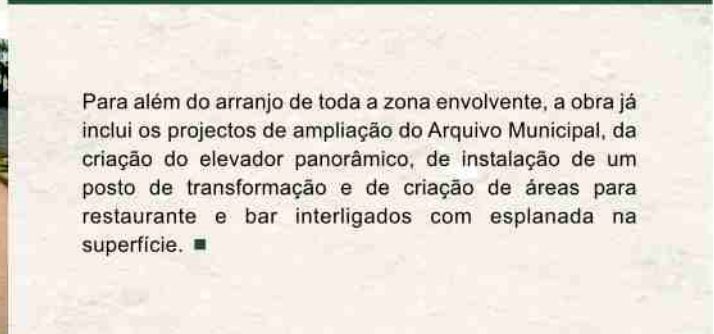 Para além do arranjo de toda a zona envolvente, a obra já
inclui os projectos de ampliação do Arquivo Municipal, da
criação do elevador panorâmico, de instalação de um
posto de transformação e de criação de áreas para
restaurante e bar interligados com esplanada na
superfície. ■